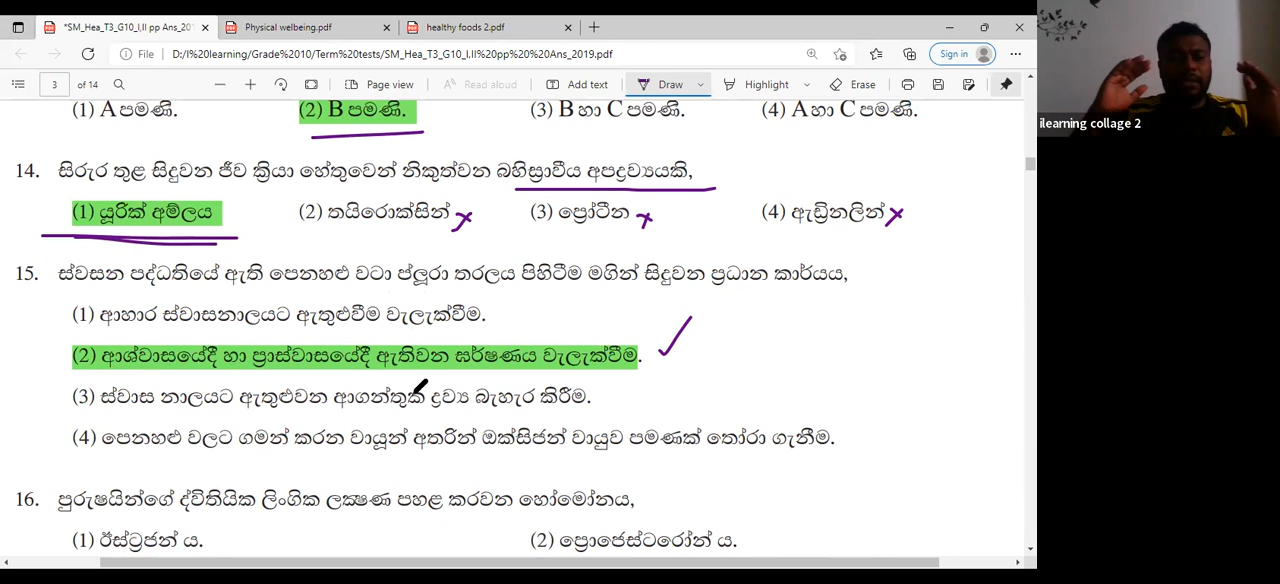 *SM_Hea_T3_G10_I,II pp Ans_201
Physical welbeing.pdf
healthy foods 2.pdf
File D:/I%20learning/Grade%2010/Term%20tests/SM_Hea_T3_G10_I,II%20pp%20%20Ans_2019.pdf Sign in
3 of 14 Page view Read aloud Add text Draw Highlight Erase
(1) A පමණි. (2) B පමණි. (3) B හා C පමණි. (4) A හා C පමණි.
14. සිරුර තුළ සිදුවන ජීව ක්‍රියා හේතුවෙන් නිකුත්වන බහිස්‍රාවීය අපද්‍රව්‍යයකි,
(1) යූරික් අම්ලය (2) තයිරොක්සින් (3) ප්‍රෝටීන (4) ඇඩ්‍රිනලින්
15. ස්වසන පද්ධතියේ ඇති පෙනහළු වටා ප්ලූරා තරලය පිහිටීම මගින් සිදුවන ප්‍රධාන කාර්යය,
(1) ආහාර ස්වාසනාලයට ඇතුළුවීම වැලැක්වීම.
(2) ආශ්වාසයේදී හා ප්‍රාස්වාසයේදී ඇතිවන ඝර්ෂණය වැලැක්වීම.
(3) ස්වාස නාලයට ඇතුළුවන ආගන්තුක ද්‍රව්‍ය බැහැර කිරීම.
(4) පෙනහළු වලට ගමන් කරන වායූන් අතරින් ඔක්සිජන් වායුව පමණක් තෝරා ගැනීම.
16. පුරුෂයින්ගේ ද්විතියික ලිංගික ලක්‍ෂණ පහළ කරවන හෝමෝනය,
(1) ඊස්ට්‍රජන් ය. (2) ප්‍රොජෙස්ටරෝන් ය.
ilearning collage 2